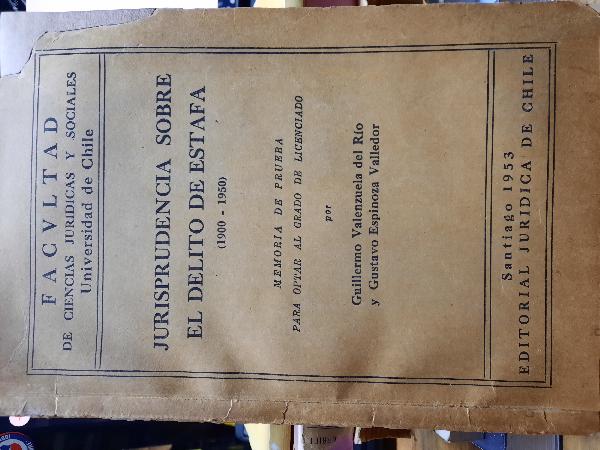 FACVLTAD
DE CIENCIAS JURIDICAS Y SOCIALES
Universidad de Chile
JURISPRUDENCIA SOBRE
EL DELITO DE ESTAFA
(1900 - 1950)
MEMORIA DE PRUEBA
PARA OPTAR AL GRADO DE LICENCIADO
por
Guillermo Valenzuela del Río
y Gustavo Espinoza Valledor
Santiago 1953
EDITORIAL JURIDICA DE CHILE